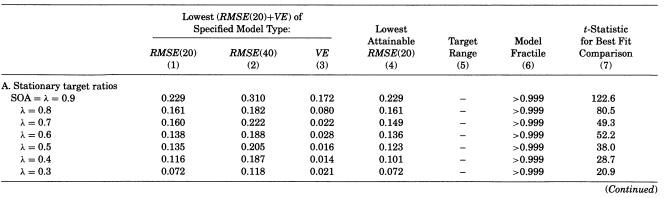 Lowest (RMSE(20)+VE) of
Specified Model Type:
Lowest
Attainable
Target
Model
t-Statistic
for Best Fit
RMSE(20) RMSE(40) VE RMSE(20) Range Fractile Comparison
(1) (2) (3) (4) (5) (6) (7)
A. Stationary target ratios
SOA = λ = 0.9 0.229 0.310 0.172 0.229 – >0.999 122.6
λ = 0.8 0.161 0.182 0.080 0.161 – >0.999 80.5
λ = 0.7 0.160 0.222 0.022 0.149 – >0.999 49.3
λ = 0.6 0.138 0.188 0.028 0.136 – >0.999 52.2
λ = 0.5 0.135 0.205 0.016 0.123 – >0.999 38.0
λ = 0.4 0.116 0.187 0.014 0.101 – >0.999 28.7
λ = 0.3 0.072 0.118 0.021 0.072 – >0.999 20.9
(Continued)